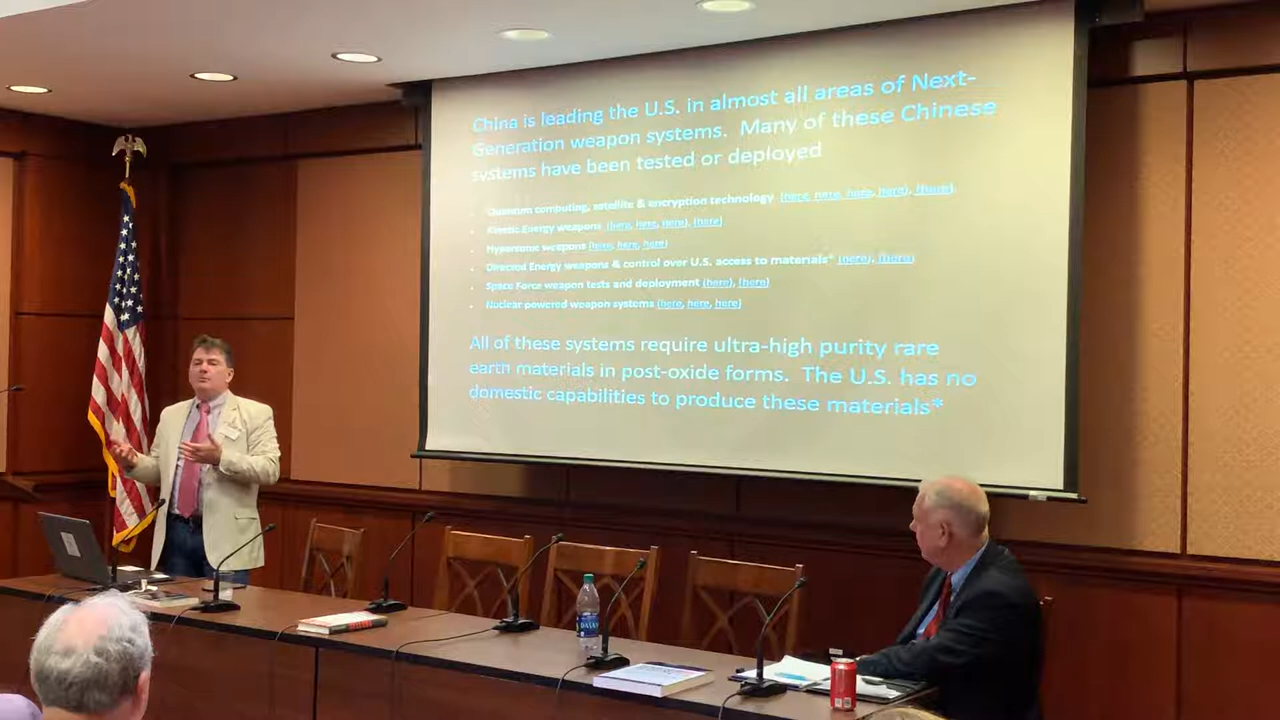 China is leading the U.S. in almost all areas of Next-
Generation weapon systems. Many of these Chinese
systems have been tested or deployed
Quantum computing, satellite & encryption technology (here, here, here, here), (here)
Kinetic Energy weapons (here, here, here), (here)
Hypersonic weapons (here, here, here)
Directed Energy weapons & control over U.S. access to materials* (here), (here)
Space Force weapon tests and deployment (here), (here)
Nuclear powered weapon systems (here, here, here)
All of these systems require ultra-high purity rare
earth materials in post-oxide forms. The U.S. has no
domestic capabilities to produce these materials*